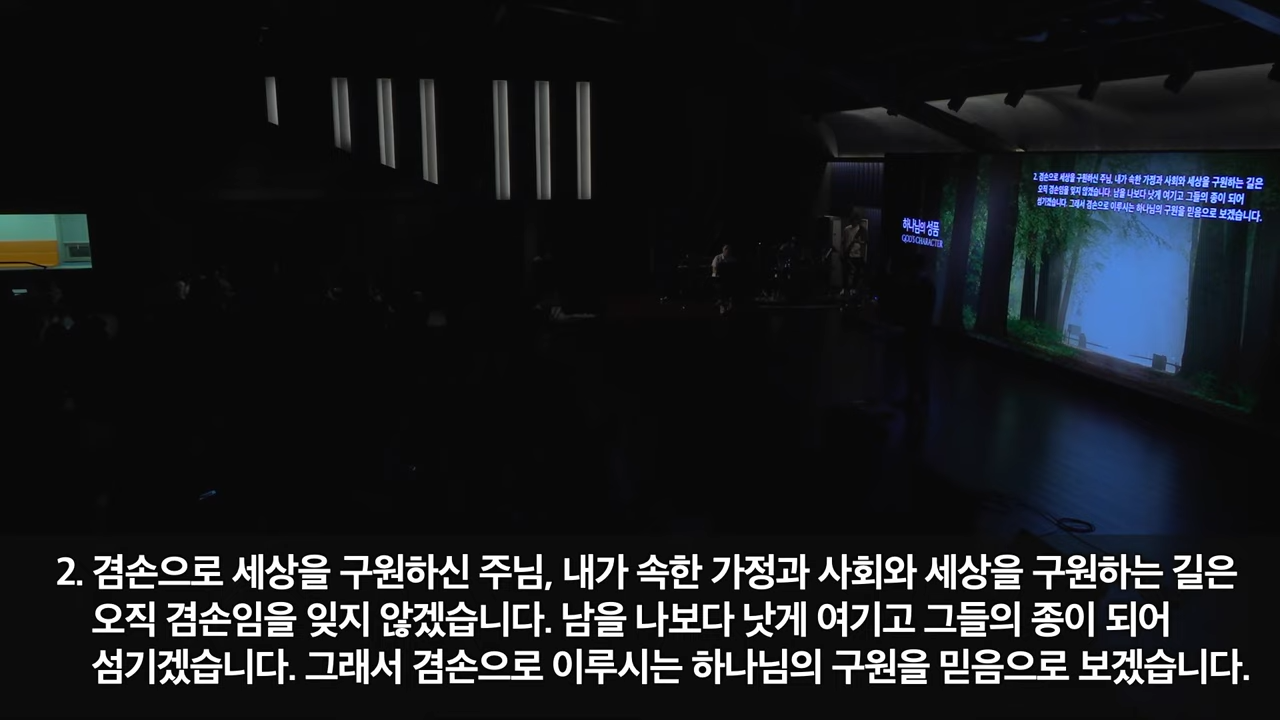 2. 겸손으로 세상을 구원하신 주님, 내가 속한 가정과 사회와 세상을 구원하는 길은
오직 겸손임을 잊지 않겠습니다. 남을 나보다 낫게 여기고 그들의 종이 되어
섬기겠습니다. 그래서 겸손으로 이루시는 하나님의 구원을 믿음으로 보겠습니다.
하나님의 성품
GOD'S CHARACTER
2. 겸손으로 세상을 구원하신 주님, 내가 속한 가정과 사회와 세상을 구원하는 길은
오직 겸손임을 잊지 않겠습니다. 남을 나보다 낫게 여기고 그들의 종이 되어
섬기겠습니다. 그래서 겸손으로 이루시는 하나님의 구원을 믿음으로 보겠습니다.